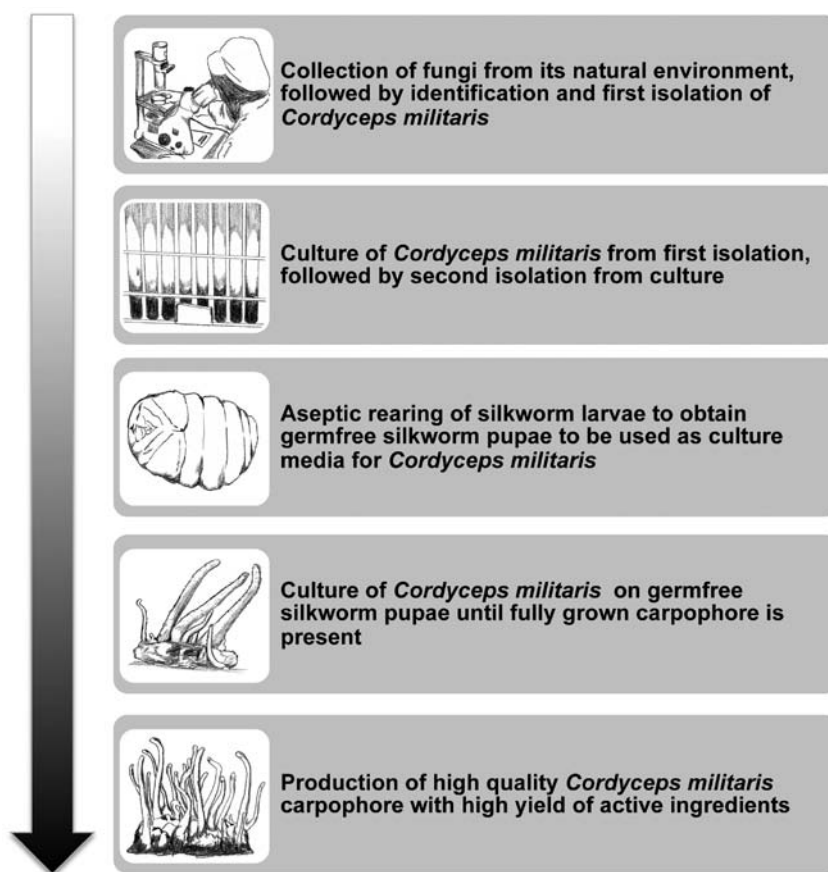 Collection of fungi from its natural environment,
followed by identification and first isolation of
Cordyceps militaris
Culture of Cordyceps militaris from first isolation,
followed by second isolation from culture
Aseptic rearing of silkworm larvae to obtain
germfree silkworm pupae to be used as culture
media for Cordyceps militaris
Culture of Cordyceps militaris on germfree
silkworm pupae until fully grown carpophore is
present
Production of high quality Cordyceps militaris
carpophore with high yield of active ingredients